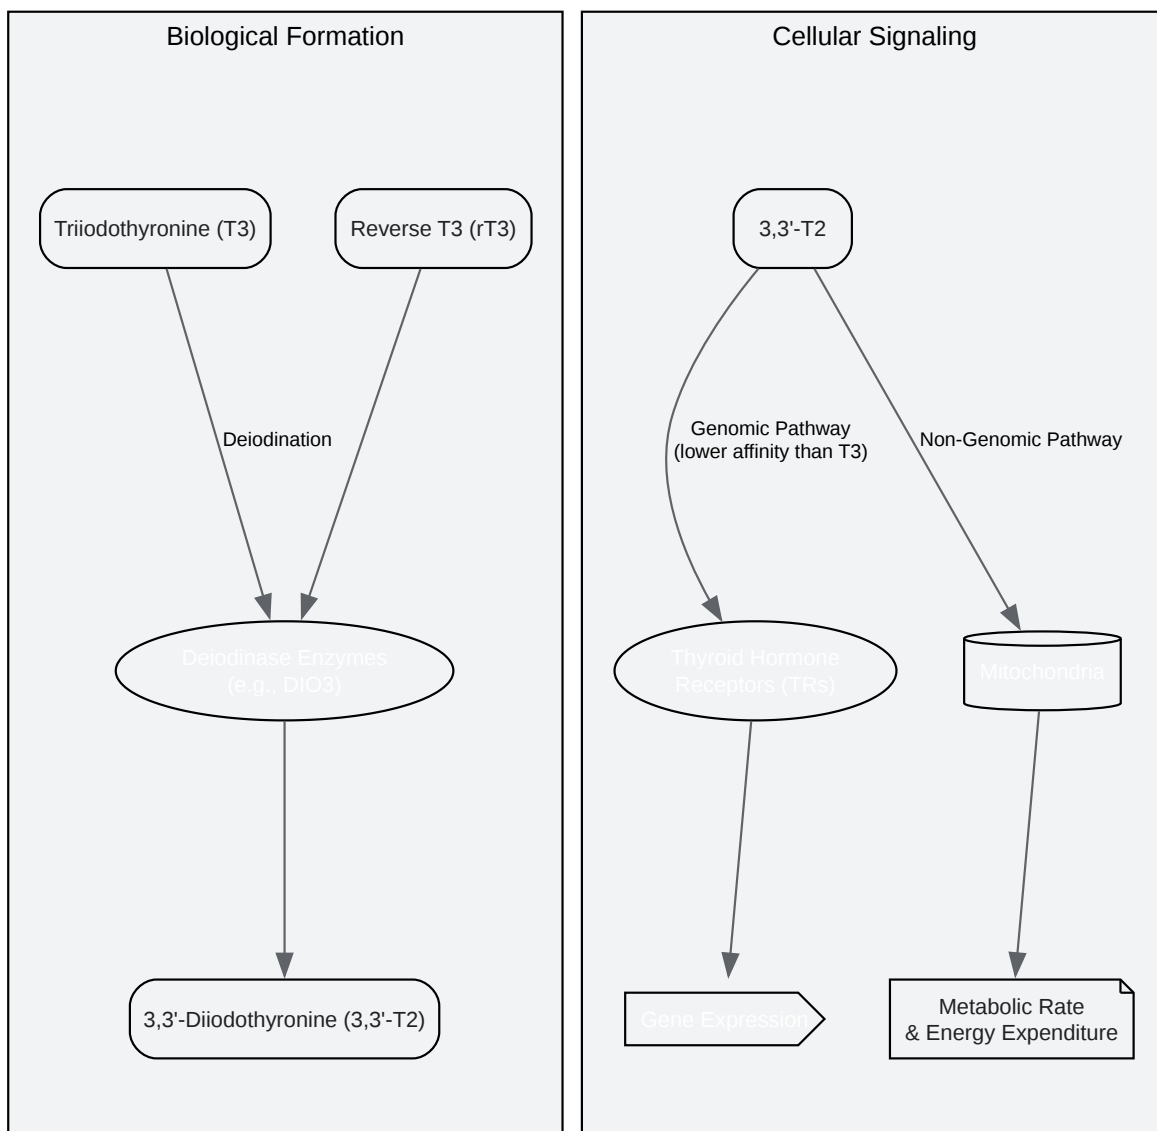 Biological Formation
Triiodothyronine (T3)
Reverse T3 (rT3)
Deiodination
Deiodinase Enzymes
(e.g., DIO3)
3,3'-Diiodothyronine (3,3'-T2)
Cellular Signaling
3,3'-T2
Genomic Pathway
(lower affinity than T3)
Non-Genomic Pathway
Thyroid Hormone
Receptors (TRs)
Mitochondria
Gene Expression
Metabolic Rate
& Energy Expenditure